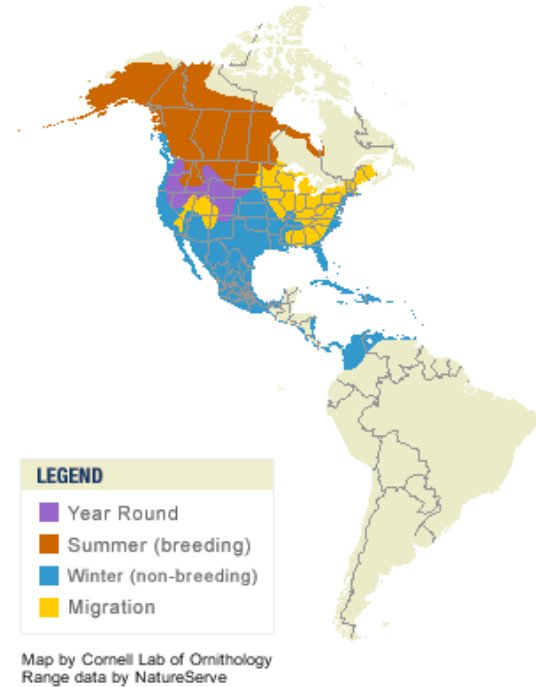 LEGEND
Year Round
Summer (breeding)
Winter (non-breeding)
Migration
Map by Cornell Lab of Ornithology
Range data by NatureServe